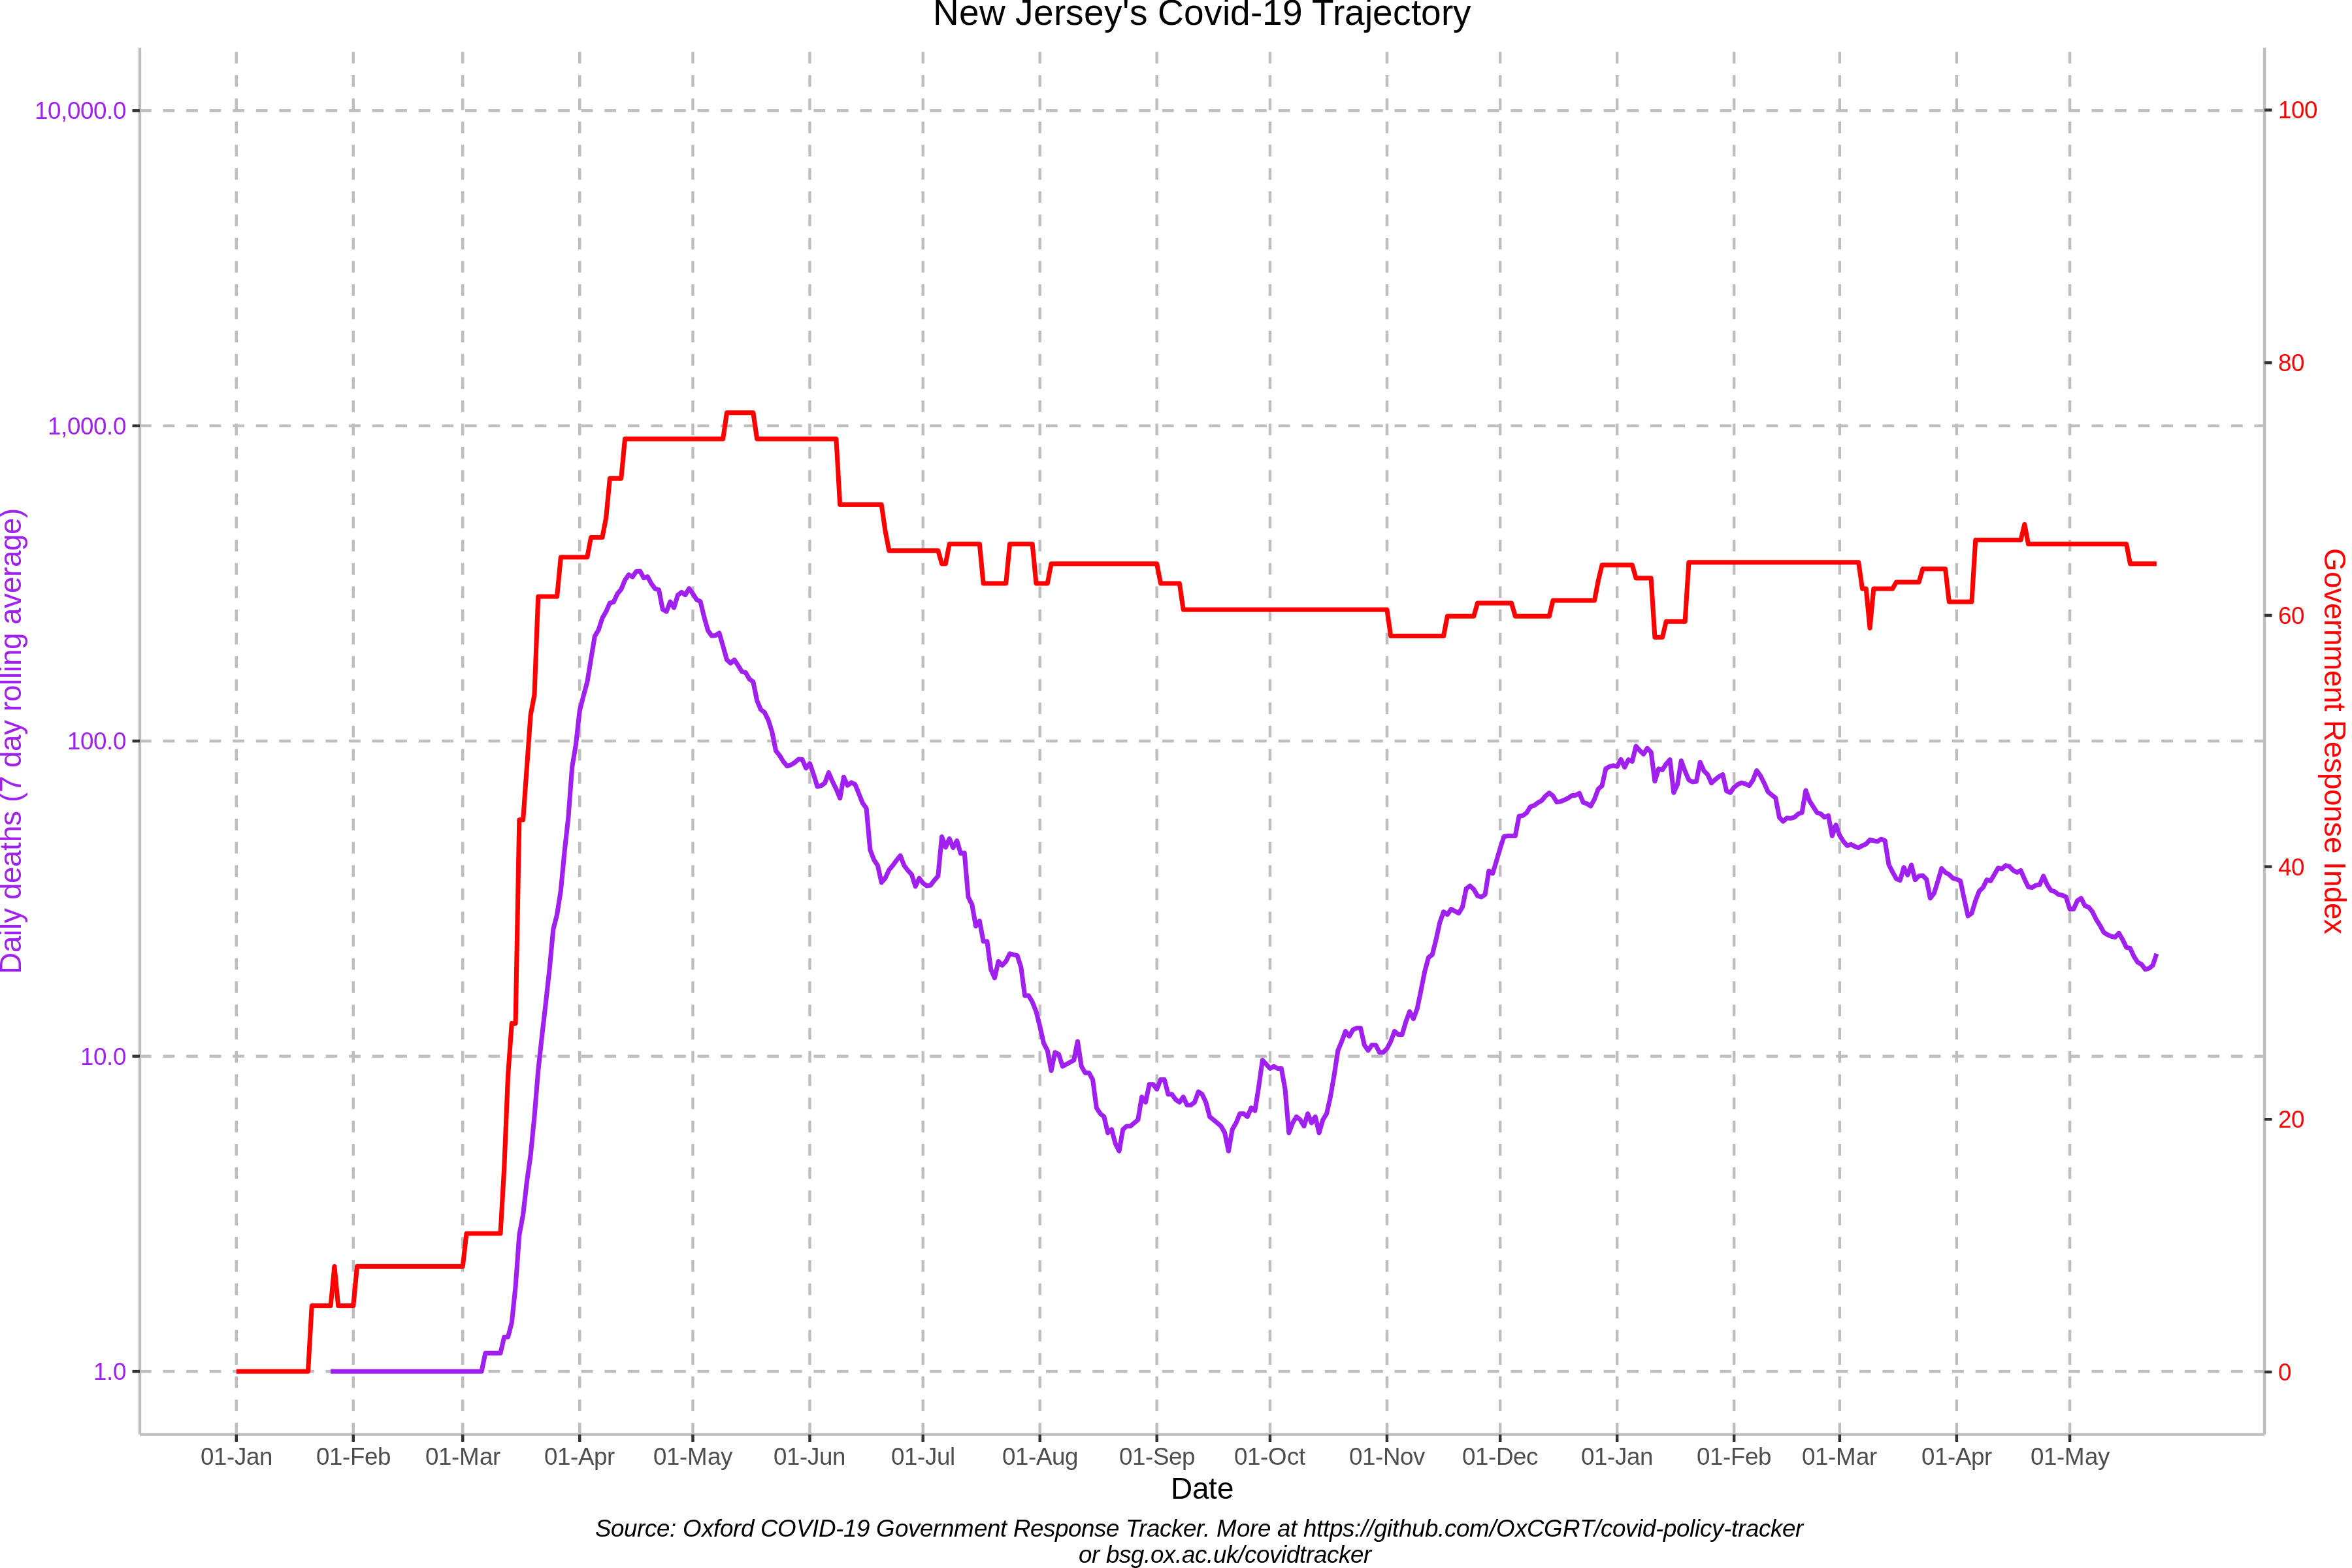 New Jersey's Covid-19 Trajectory
10,000.0
1,000.0
100.0
10.0
1.0
Daily deaths (7 day rolling average)
100
80
60
40
20
0
Government Response Index
01-Jan 01-Feb 01-Mar 01-Apr 01-May 01-Jun 01-Jul 01-Aug 01-Sep 01-Oct 01-Nov 01-Dec 01-Jan 01-Feb 01-Mar 01-Apr 01-May
Date
Source: Oxford COVID-19 Government Response Tracker. More at https://github.com/OxCGRT/covid-policy-tracker
or bsg.ox.ac.uk/covidtracker